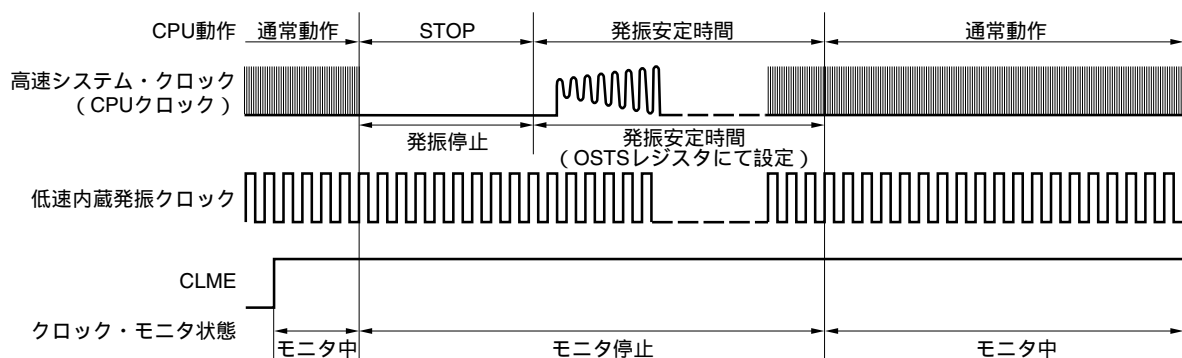 CPU動作 通常動作 STOP 発振安定時間 通常動作
高速システム・クロック
（CPUクロック）
発振停止 発振安定時間
（OSTSレジスタにて設定）
低速内蔵発振クロック
CLME
クロック・モニタ状態
モニタ中 モニタ停止 モニタ中